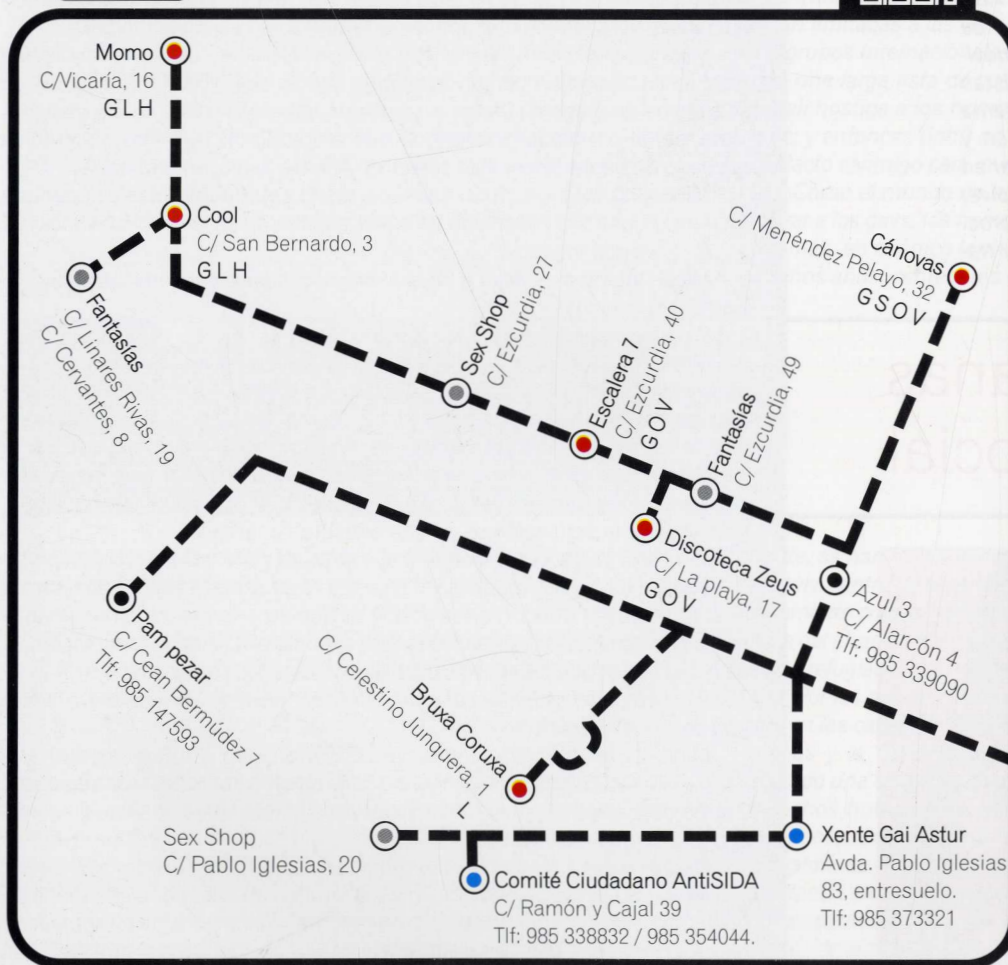 Momo
C/Vicaría, 16
GLH
Cool
C/ San Bernardo, 3
GLH
Fantasías
C/ Linares Rivas, 19
C/ Cervantes, 8
Sex Shop
C/ Ezcurdia, 27
Escalera 7
C/ Ezcurdia, 40
GOV
Fantasías
C/ Ezcurdia, 49
Cánovas
C/ Menéndez Pelayo, 32
GSOV
Discoteca Zeus
C/ La playa, 17
GOV
Azul 3
C/ Alarcón 4
Tlf: 985 339090
Pam pezar
C/ Cean Bermúdez 7
Tlf: 985 147593
Bruxa Coruxa
C/ Celestino Junquera, 1
L
Sex Shop
C/ Pablo Iglesias, 20
Comité Ciudadano AntiSIDA
C/ Ramón y Cajal 39
Tlf: 985 338832 / 985 354044.
Xente Gai Astur
Avda. Pablo Iglesias
83, entresuelo.
Tlf: 985 373321